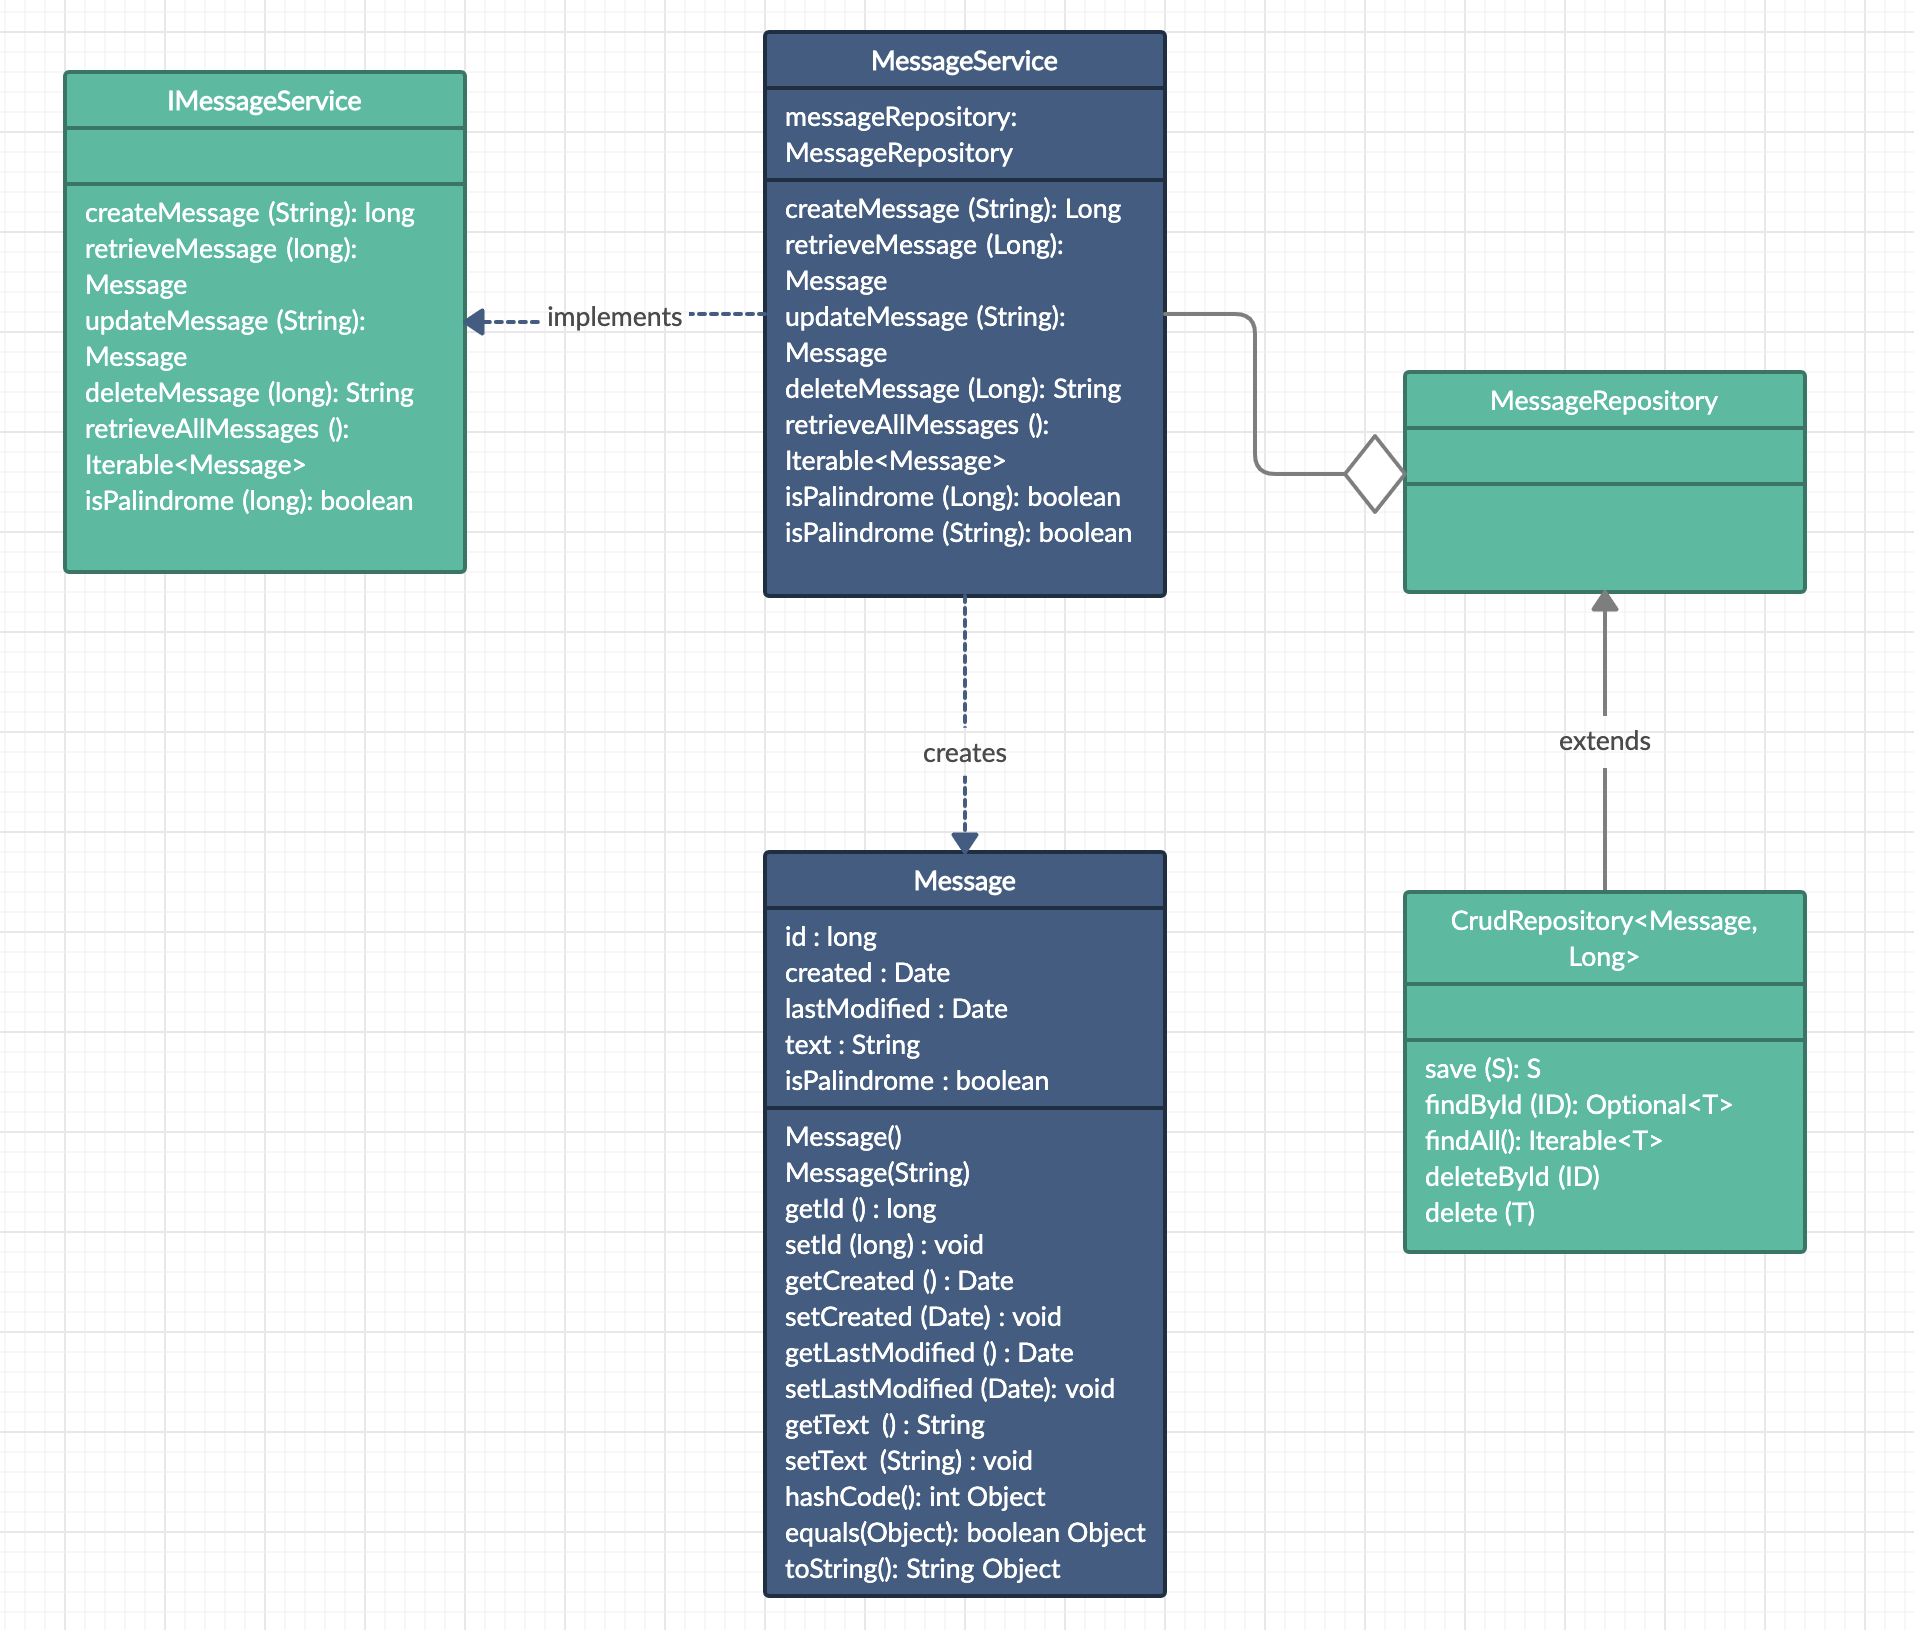 IMessageService
createMessage (String): long
retrieveMessage (long):
Message
updateMessage (String):
Message
deleteMessage (long): String
retrieveAllMessages ():
Iterable<Message>
isPalindrome (long): boolean
implements
MessageService
messageRepository:
MessageRepository
createMessage (String): Long
retrieveMessage (Long):
Message
updateMessage (String):
Message
deleteMessage (Long): String
retrieveAllMessages ():
Iterable<Message>
isPalindrome (Long): boolean
isPalindrome (String): boolean
creates
Message
id : long
created : Date
lastModified : Date
text : String
isPalindrome : boolean
Message()
Message(String)
getId () : long
setId (long) : void
getCreated () : Date
setCreated (Date) : void
getLastModified () : Date
setLastModified (Date): void
getText () : String
setText (String) : void
hashCode(): int Object
equals(Object): boolean Object
toString(): String Object
MessageRepository
extends
CrudRepository<Message,
Long>
save (S): S
findById (ID): Optional<T>
findAll(): Iterable<T>
deleteById (ID)
delete (T)